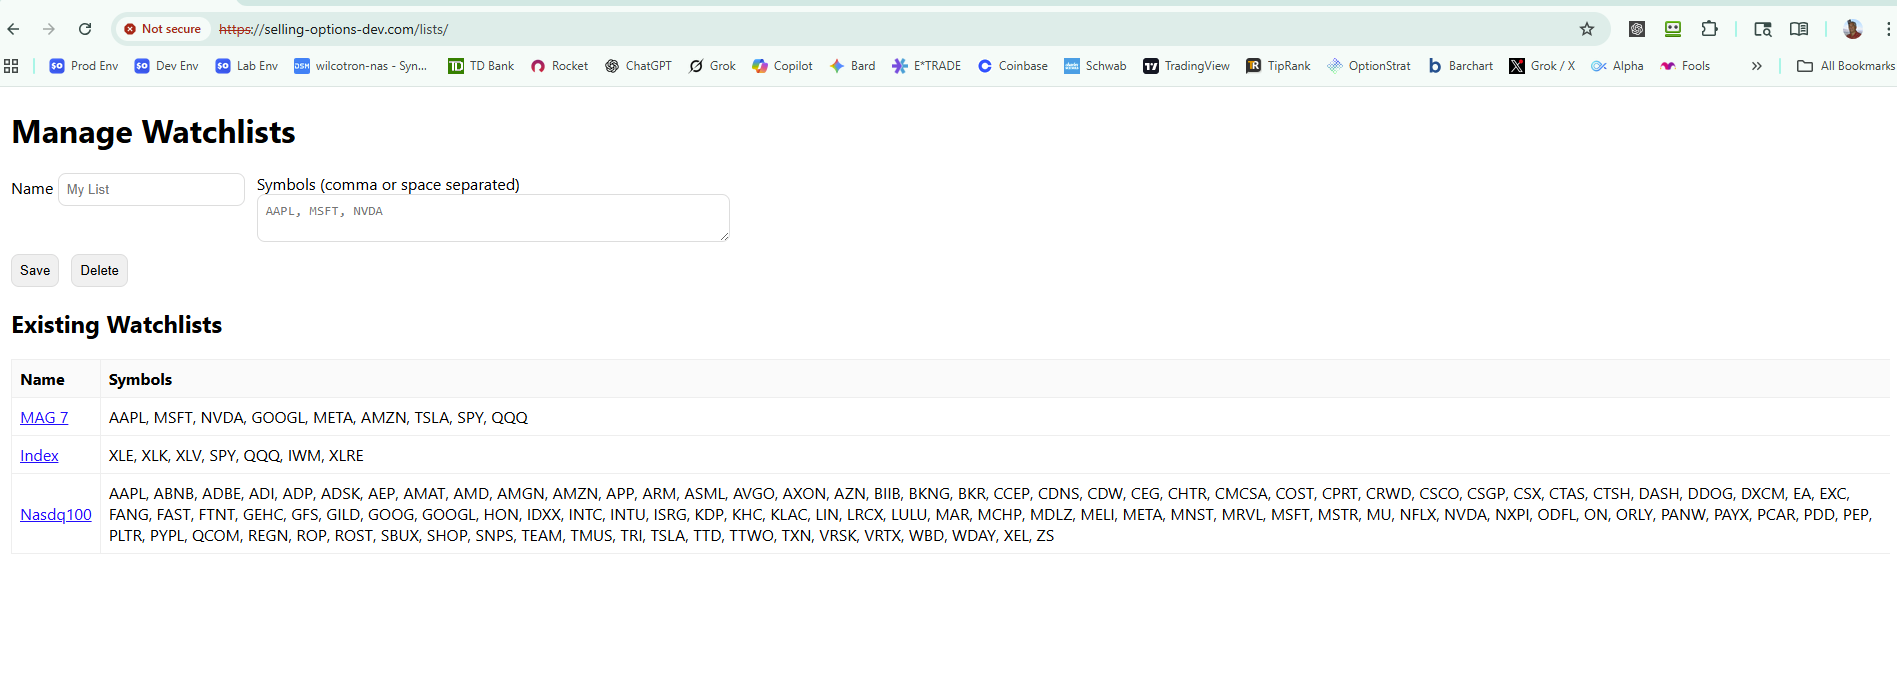 Not secure https://selling-options-dev.com/lists/
Prod Env Dev Env Lab Env wilcotron-nas - Syn... TD Bank Rocket ChatGPT Grok Copilot Bard E*TRADE Coinbase Schwab TradingView TipRank OptionStrat Barchart Grok / X Alpha Fools » All Bookmarks
Manage Watchlists
Name My List
Symbols (comma or space separated)
AAPL, MSFT, NVDA
Save Delete
Existing Watchlists
Name Symbols
MAG 7 AAPL, MSFT, NVDA, GOOGL, META, AMZN, TSLA, SPY, QQQ
Index XLE, XLK, XLV, SPY, QQQ, IWM, XLRE
Nasdq100
AAPL, ABNB, ADBE, ADI, ADP, ADSK, AEP, AMAT, AMD, AMGN, AMZN, APP, ARM, ASML, AVGO, AXON, AZN, BIIB, BKNG, BKR, CCEP, CDNS, CDW, CEG, CHTR, CMCSA, COST, CPRT, CRWD, CSCO, CSGP, CSX, CTAS, CTSH, DASH, DDOG, DXCM, EA, EXC,
FANG, FAST, FTNT, GEHC, GFS, GILD, GOOG, GOOGL, HON, IDXX, INTC, INTU, ISRG, KDP, KHC, KLAC, LIN, LRCX, LULU, MAR, MCHP, MDLZ, MELI, META, MNST, MRVL, MSFT, MSTR, MU, NFLX, NVDA, NXPI, ODFL, ON, ORLY, PANW, PAYX, PCAR, PDD, PEP,
PLTR, PYPL, QCOM, REGN, ROP, ROST, SBUX, SHOP, SNPS, TEAM, TMUS, TRI, TSLA, TTD, TTWO, TXN, VRSK, VRTX, WBD, WDAY, XEL, ZS